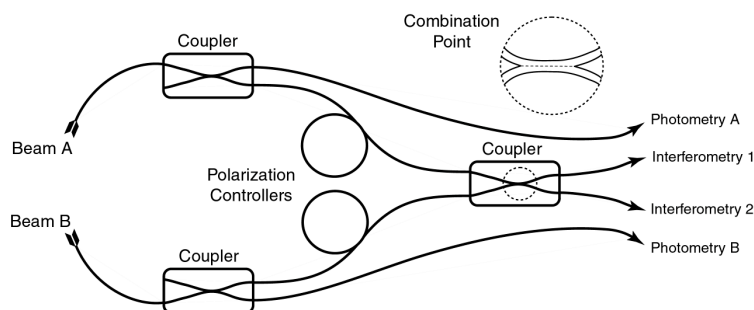 Combination
Point
Coupler
Photometry A
Beam A
Coupler
Interferometry 1
Polarization
Controllers
Interferometry 2
Beam B
Photometry B
Coupler